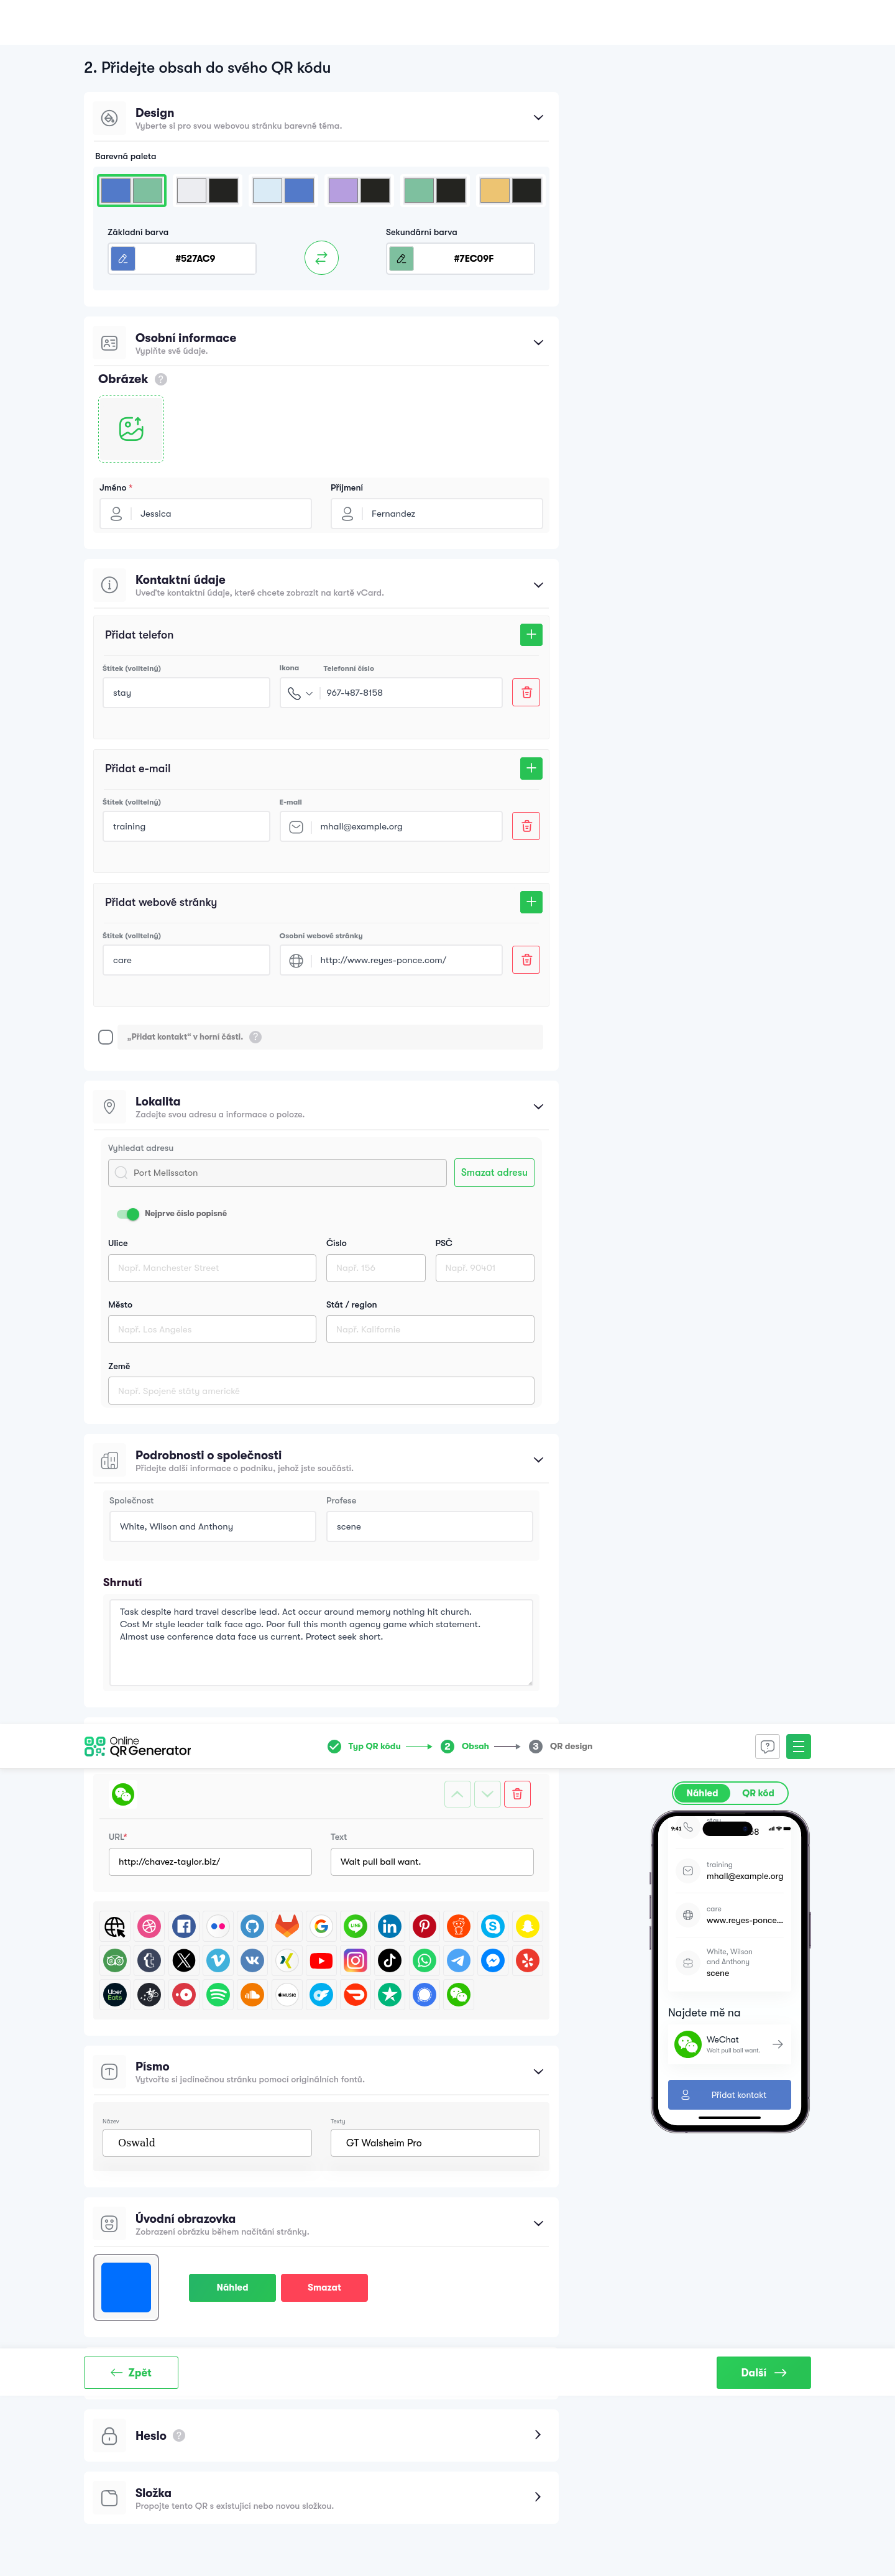 2. Přidejte obsah do svého QR kódu
Design
Vyberte si pro svou webovou stránku barevné téma.
Barevná paleta
Základní barva
Sekundární barva
#527AC9
#7EC09F
Osobní informace
Vyplňte své údaje.
Obrázek
?
Jméno *
Příjmení
Jessica
Fernandez
Kontaktní údaje
Uveďte kontaktní údaje, které chcete zobrazit na kartě vCard.
Přidat telefon
Štítek (volitelný)
Ikona
Telefonní číslo
stay
967-487-8158
Přidat e-mail
Štítek (volitelný)
E-mail
training
mhall@example.org
Přidat webové stránky
Štítek (volitelný)
Osobní webové stránky
care
http://www.reyes-ponce.com/
„Přidat kontakt" v horní části.
?
Lokalita
Zadejte svou adresu a informace o poloze.
Vyhledat adresu
Port Melissaton
Smazat adresu
Nejprve číslo popisné
Ulice
Číslo
PSČ
Např. Manchester Street
Např. 156
Např. 90401
Město
Stát / region
Např. Los Angeles
Např. Kalifornie
Země
Např. Spojené státy americké
Podrobnosti o společnosti
Přidejte další informace o podniku, jehož jste součástí.
Společnost
Profese
White, Wilson and Anthony
scene
Shrnutí
Task despite hard travel describe lead. Act occur around memory nothing hit church.
Cost Mr style leader talk face ago. Poor full this month agency game which statement.
Almost use conference data face us current. Protect seek short.
Online
QR Generator
Typ QR kódu
2
Obsah
3
QR design
Náhled
QR kód
URL*
Text
http://chavez-taylor.biz/
Wait pull ball want.
LINE
Uber
Eats
MUSIC
9:41
training
mhall@example.org
care
www.reyes-ponce...
White, Wilson
and Anthony
scene
Najdete mě na
WeChat
Wait pull ball want.
Přidat kontakt
Písmo
Vytvořte si jedinečnou stránku pomocí originálních fontů.
Název
Texty
Oswald
GT Walsheim Pro
Úvodní obrazovka
Zobrazení obrázku během načítání stránky.
Náhled
Smazat
Zpět
Další
Heslo
?
Složka
Propojte tento QR s existující nebo novou složkou.